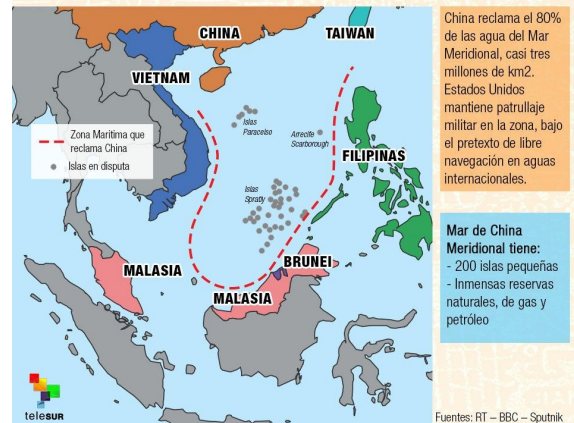 CHINA
TAIWAN
VIETNAM
Zona Maritima que
reclama China
Islas en disputa
Islas
Paracelso
Arrecife
Scarborough
FILIPINAS
Islas
Spratly
MALASIA
BRUNEI
MALASIA
teleSUR
China reclama el 80%
de las agua del Mar
Meridional, casi tres
millones de km2.
Estados Unidos
mantiene patrullaje
militar en la zona, bajo
el pretexto de libre
navegación en aguas
internacionales.
Mar de China
Meridional tiene:
- 200 islas pequeñas
- Inmensas reservas
naturales, de gas y
petróleo
Fuentes: RT – BBC – Sputnik